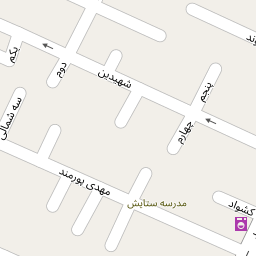 یکم
دوم
شهیدین
پنجم
چهارم
سه شمالی
مهدی پورمند
مدرسه ستایش
کشواد